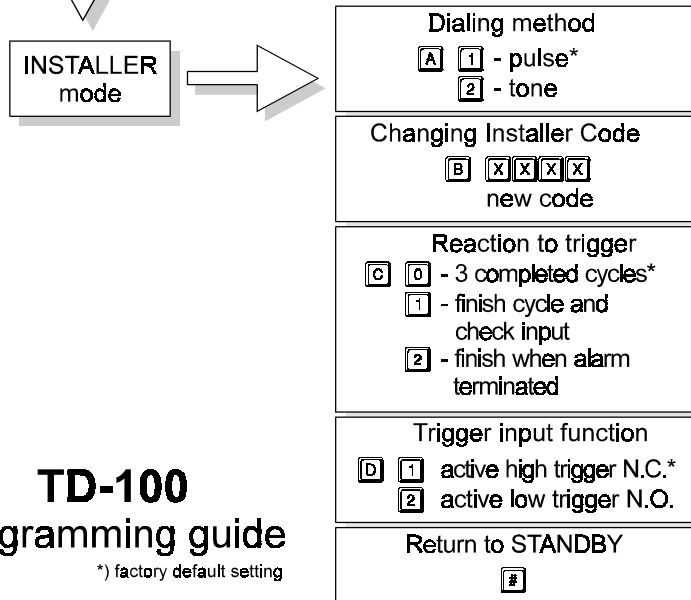 INSTALLER
mode
Dialing method
A 1 - pulse*
2 - tone
Changing Installer Code
B X X X X
new code
Reaction to trigger
C 0 - 3 completed cycles*
1 - finish cycle and
check input
2 - finish when alarm
terminated
Trigger input function
D 1 active high trigger N.C.*
2 active low trigger N.O.
Return to STANDBY
#
TD-100
gramming guide
*) factory default setting